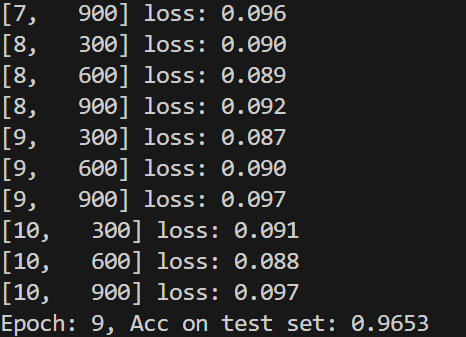 [7,   900] loss: 0.096
[8,   300] loss: 0.090
[8,   600] loss: 0.089
[8,   900] loss: 0.092
[9,   300] loss: 0.087
[9,   600] loss: 0.090
[9,   900] loss: 0.097
[10,   300] loss: 0.091
[10,   600] loss: 0.088
[10,   900] loss: 0.097
Epoch: 9, Acc on test set: 0.9653